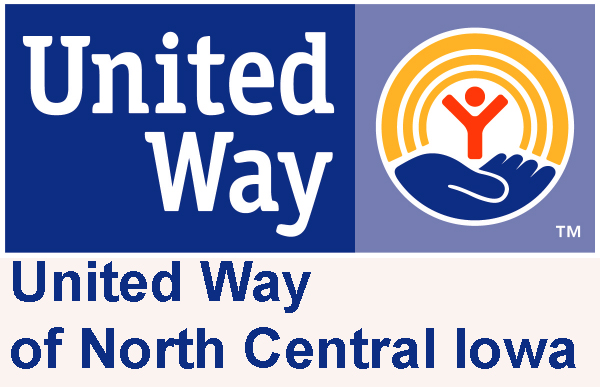 United
Way
TM
United Way
of North Central Iowa